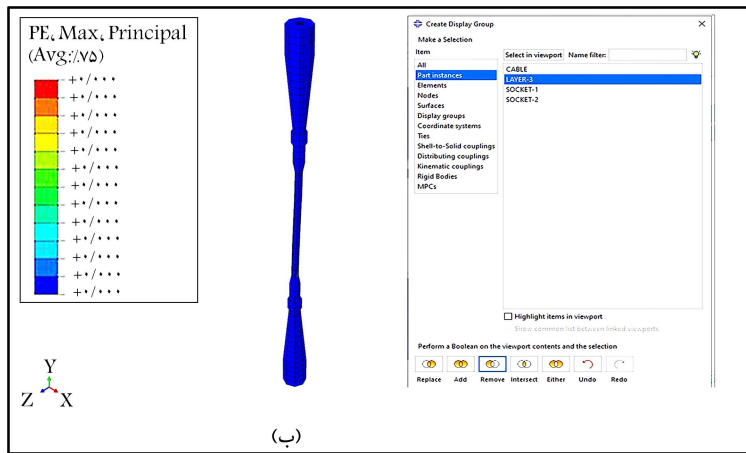 PE، Max، Principal
(Avg:٪۷۵)
+۰/۰۰۰
+۰/۰۰۰
+۰/۰۰۰
+۰/۰۰۰
+۰/۰۰۰
+۰/۰۰۰
+۰/۰۰۰
+۰/۰۰۰
+۰/۰۰۰
+۰/۰۰۰
+۰/۰۰۰
Y
Z X
Create Display Group
Make a Selection
Item
All
Part instances
Elements
Nodes
Surfaces
Display groups
Coordinate systems
Ties
Shell-to-Solid couplings
Distributing couplings
Kinematic couplings
Rigid Bodies
MPCs
Select in viewport Name filter:
CABLE
LAYER-3
SOCKET-1
SOCKET-2
Highlight items in viewport
Show common list between linked viewports
Perform a Boolean on the viewport contents and the selection
Replace Add Remove Intersect Either Undo Redo
(ب)